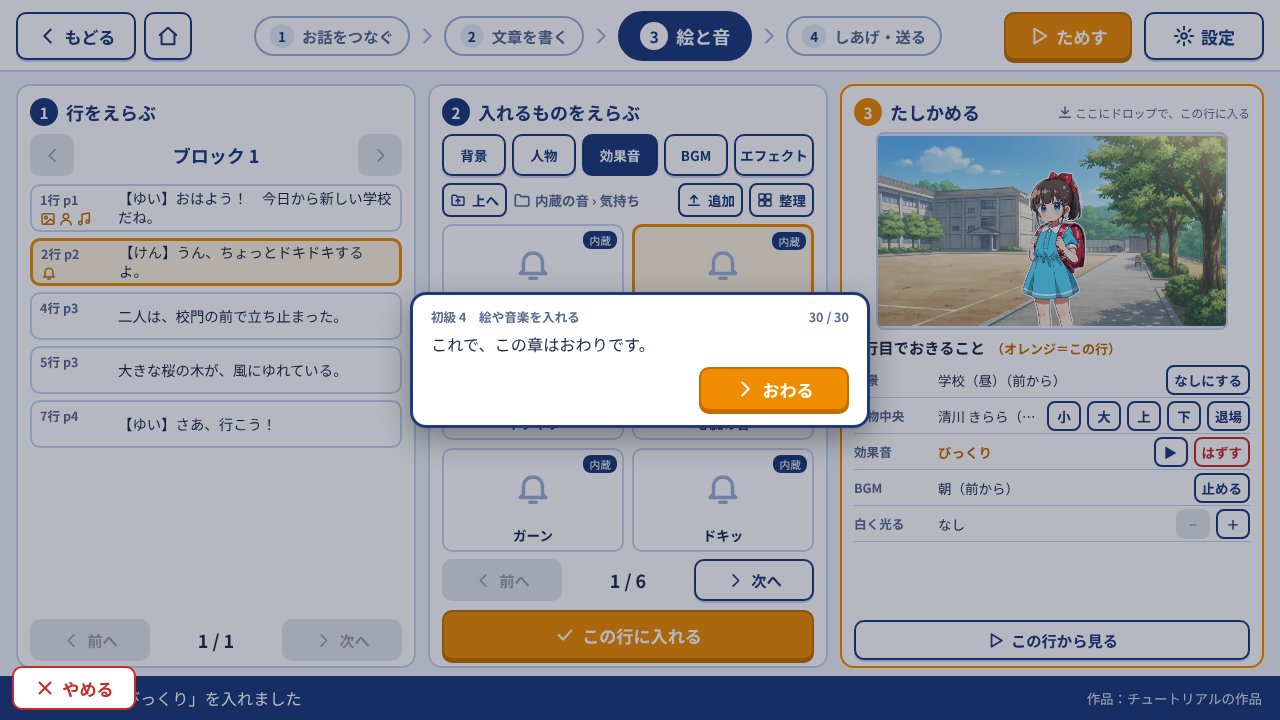 もどる
1 お話をつなぐ
2 文章を書く
3 絵と音
4 しあげ・送る
ためす
設定
1 行をえらぶ
ブロック 1
1行 p1
【ゆい】おはよう！　今日から新しい学校
だね。
2行 p2
【けん】うん、ちょっとドキドキする
よ。
4行 p3
二人は、校門の前で立ち止まった。
5行 p3
大きな桜の木が、風にゆれている。
7行 p4
【ゆい】さあ、行こう！
前へ
1 / 1
次へ
2 入れるものをえらぶ
背景
人物
効果音
BGM
エフェクト
上へ
内蔵の音 › 気持ち
追加
整理
内蔵
内蔵
初級 4　絵や音楽を入れる
30 / 30
これで、この章はおわりです。
おわる
内蔵
ガーン
内蔵
ドキッ
前へ
1 / 6
次へ
この行に入れる
3 たしかめる
ここにドロップで、この行に入る
行目でおきること （オレンジ＝この行）
景
学校（昼）（前から）
なしにする
物中央
清川 きらら（…
小
大
上
下
退場
効果音
びっくり
はずす
BGM
朝（前から）
止める
白く光る
なし
−
+
この行から見る
やめる
っくり」を入れました
作品：チュートリアルの作品